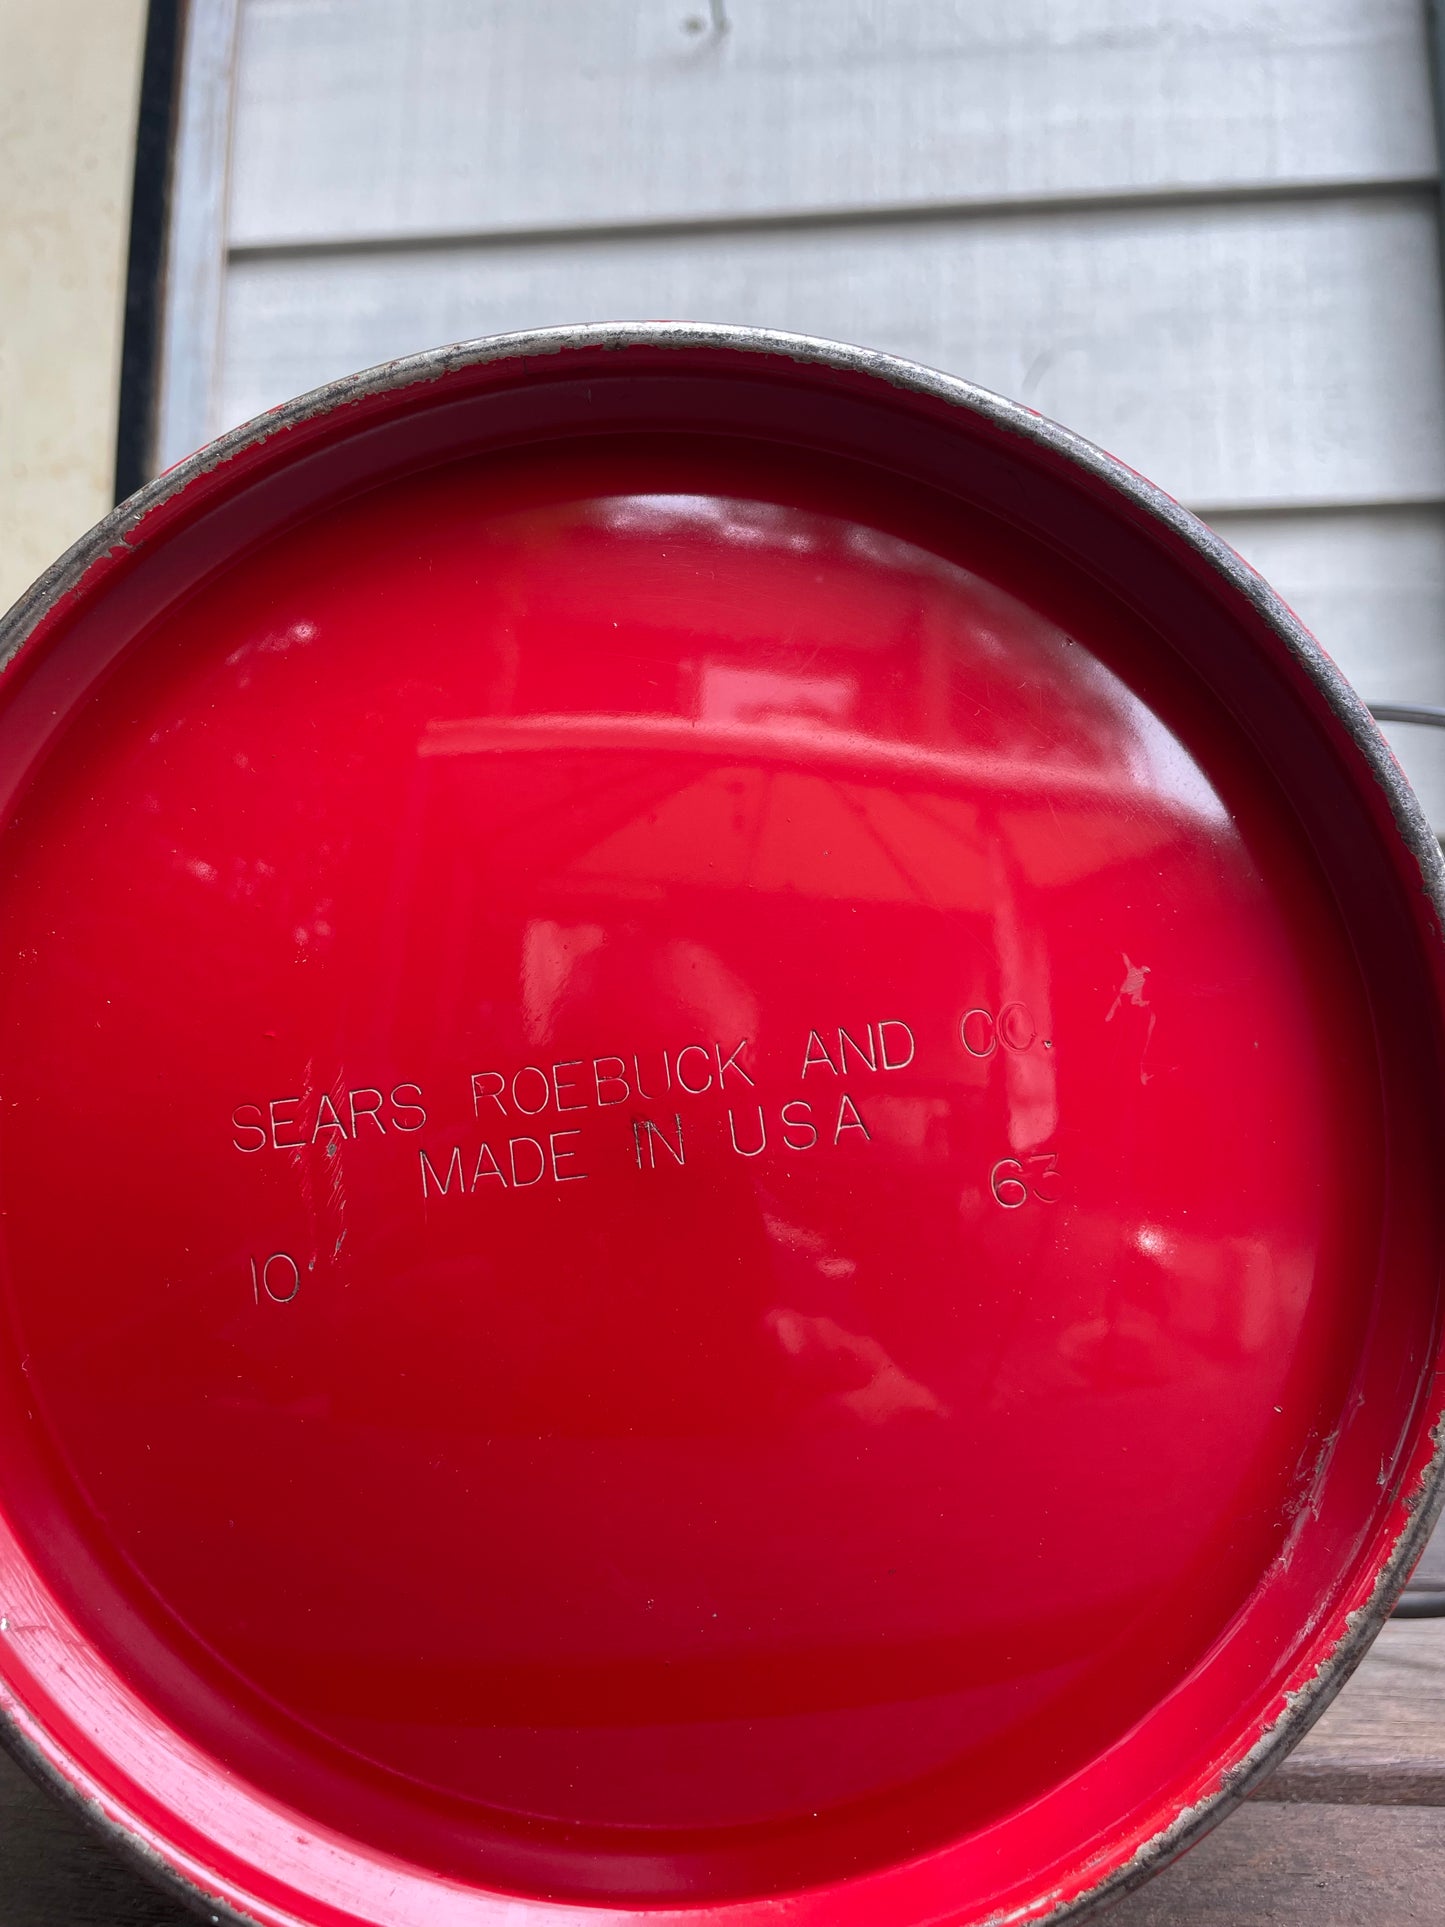 SEARS ROEBUCK AND CO.
MADE IN USA
10 63